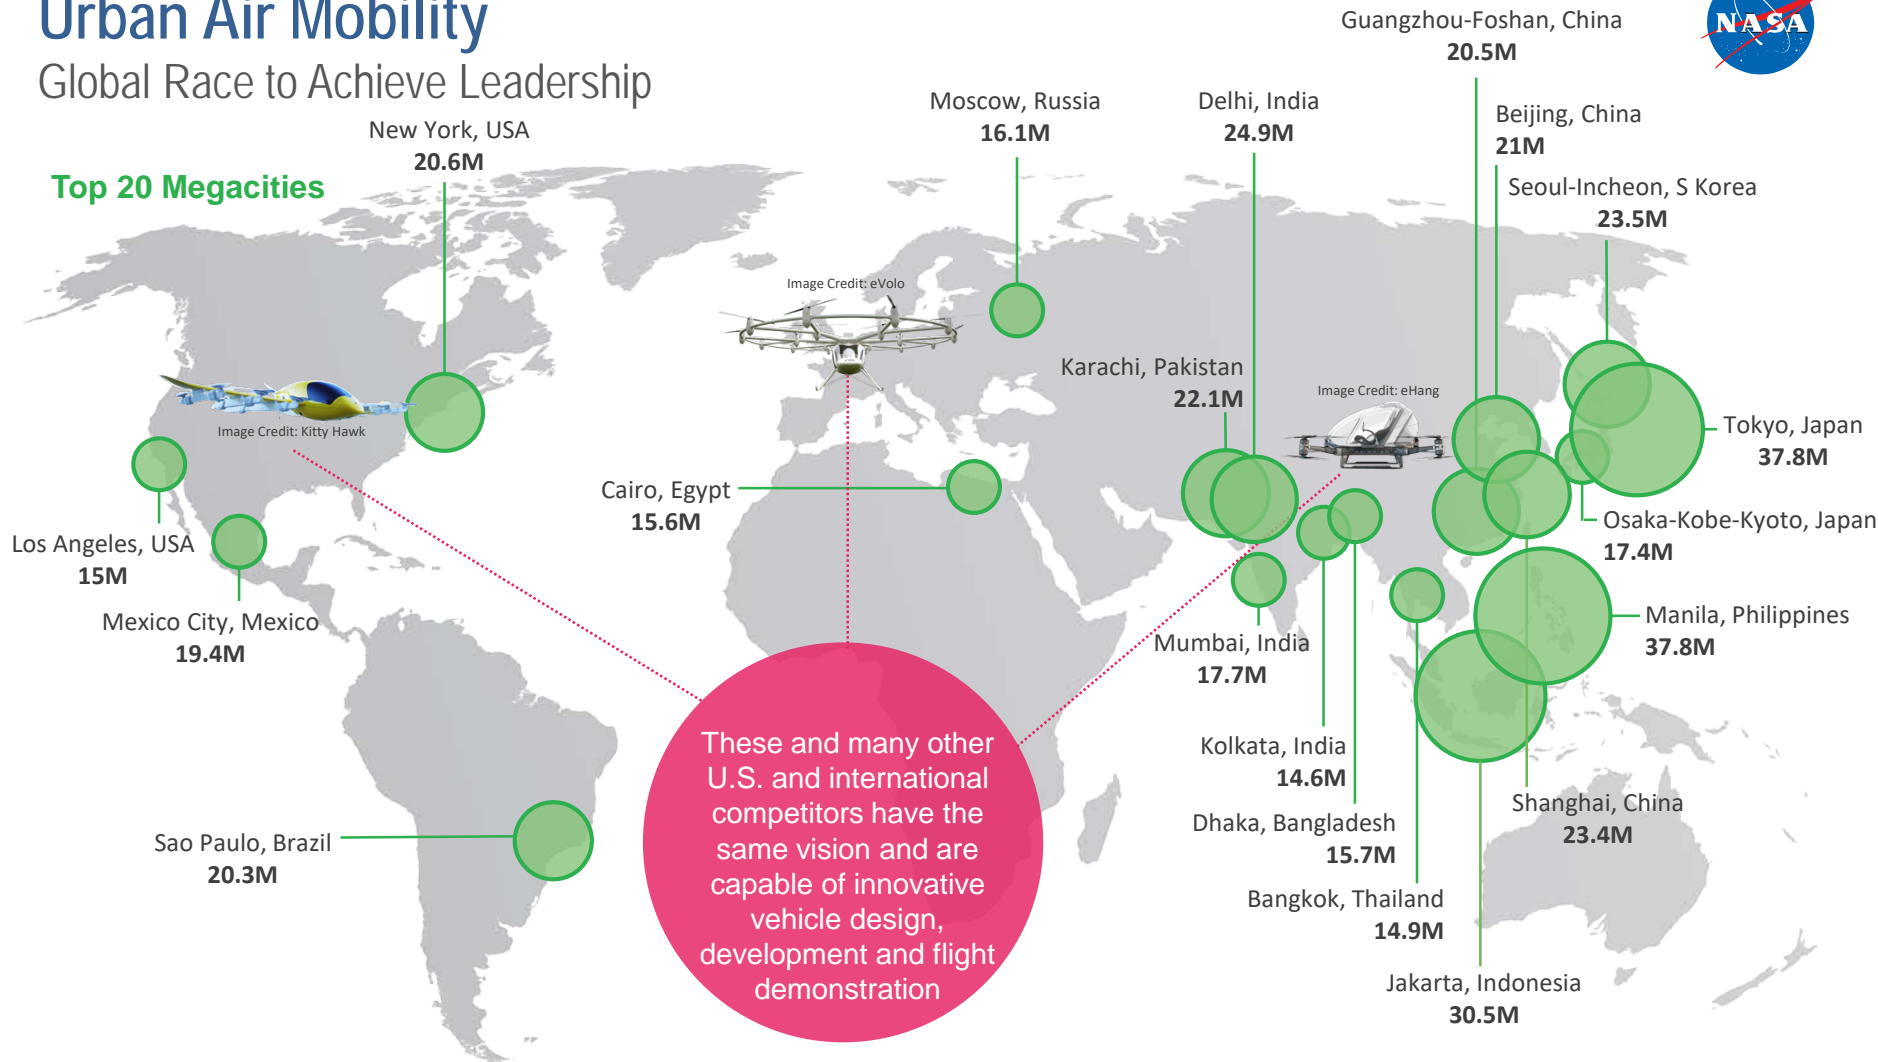 Urban Air Mobility
Global Race to Achieve Leadership
NASA
Top 20 Megacities
New York, USA
20.6M
Moscow, Russia
16.1M
Delhi, India
24.9M
Guangzhou-Foshan, China
20.5M
Beijing, China
21M
Seoul-Incheon, S Korea
23.5M
Image Credit: eVolo
Karachi, Pakistan
22.1M
Image Credit: eHang
Image Credit: Kitty Hawk
Tokyo, Japan
37.8M
Cairo, Egypt
15.6M
Osaka-Kobe-Kyoto, Japan
17.4M
Los Angeles, USA
15M
Mexico City, Mexico
19.4M
Mumbai, India
17.7M
Manila, Philippines
37.8M
Kolkata, India
14.6M
Shanghai, China
23.4M
Dhaka, Bangladesh
15.7M
Sao Paulo, Brazil
20.3M
Bangkok, Thailand
14.9M
Jakarta, Indonesia
30.5M
These and many other
U.S. and international
competitors have the
same vision and are
capable of innovative
vehicle design,
development and flight
demonstration